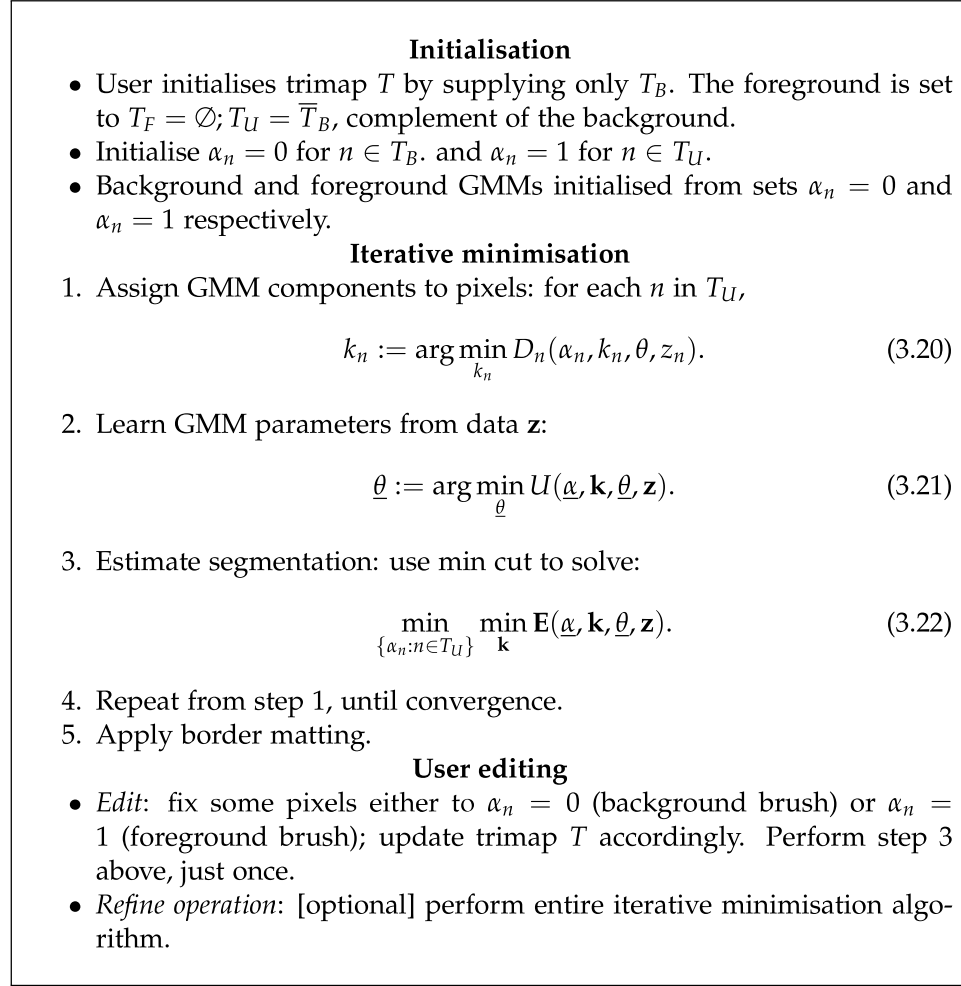 Initialisation
• User initialises trimap T by supplying only T_B. The foreground is set
to T_F = ∅; T_U = T̅_B, complement of the background.
• Initialise α_n = 0 for n ∈ T_B. and α_n = 1 for n ∈ T_U.
• Background and foreground GMMs initialised from sets α_n = 0 and
α_n = 1 respectively.
Iterative minimisation
1. Assign GMM components to pixels: for each n in T_U,
k_n := arg min_{k_n} D_n(α_n, k_n, θ, z_n). (3.20)
2. Learn GMM parameters from data z:
θ̲ := arg min_{θ̲} U(α̲, k, θ̲, z). (3.21)
3. Estimate segmentation: use min cut to solve:
min_{{α_n:n∈T_U}} min_k E(α̲, k, θ̲, z). (3.22)
4. Repeat from step 1, until convergence.
5. Apply border matting.
User editing
• Edit: fix some pixels either to α_n = 0 (background brush) or α_n =
1 (foreground brush); update trimap T accordingly. Perform step 3
above, just once.
• Refine operation: [optional] perform entire iterative minimisation algo-
rithm.